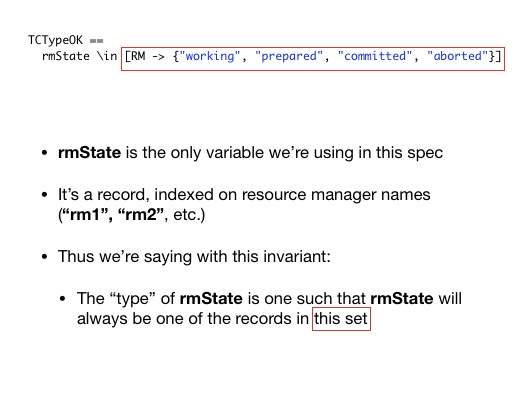 TCTypeOK ==
rmState \in [RM -> {"working", "prepared", "committed", "aborted"}]
• rmState is the only variable we’re using in this spec
• It’s a record, indexed on resource manager names
(“rm1”, “rm2”, etc.)
• Thus we’re saying with this invariant:
• The “type” of rmState is one such that rmState will
always be one of the records in this set